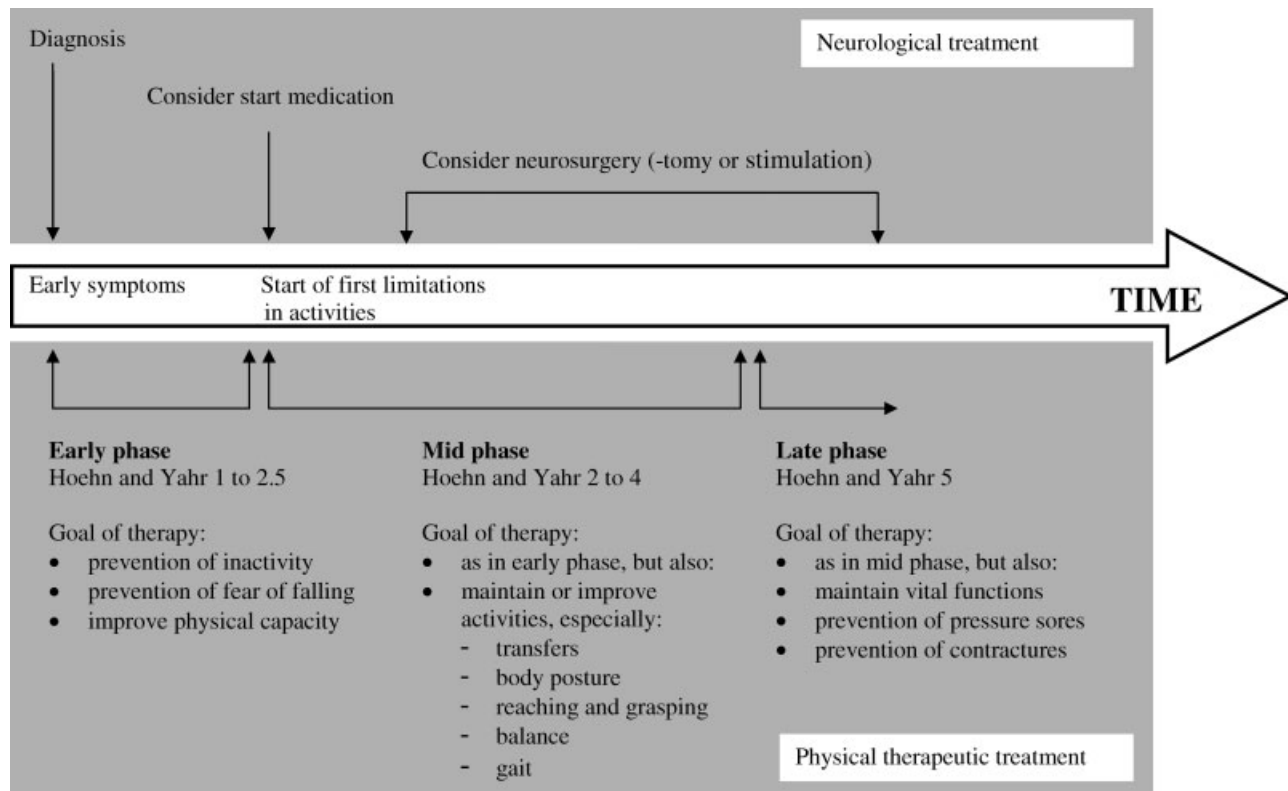 Diagnosis
Neurological treatment
Consider start medication
Consider neurosurgery (-tomy or stimulation)
Early symptoms
Start of first limitations
in activities
TIME
Early phase
Hoehn and Yahr 1 to 2.5
Goal of therapy:
• prevention of inactivity
• prevention of fear of falling
• improve physical capacity
Mid phase
Hoehn and Yahr 2 to 4
Goal of therapy:
• as in early phase, but also:
• maintain or improve
activities, especially:
- transfers
- body posture
- reaching and grasping
- balance
- gait
Late phase
Hoehn and Yahr 5
Goal of therapy:
• as in mid phase, but also:
• maintain vital functions
• prevention of pressure sores
• prevention of contractures
Physical therapeutic treatment